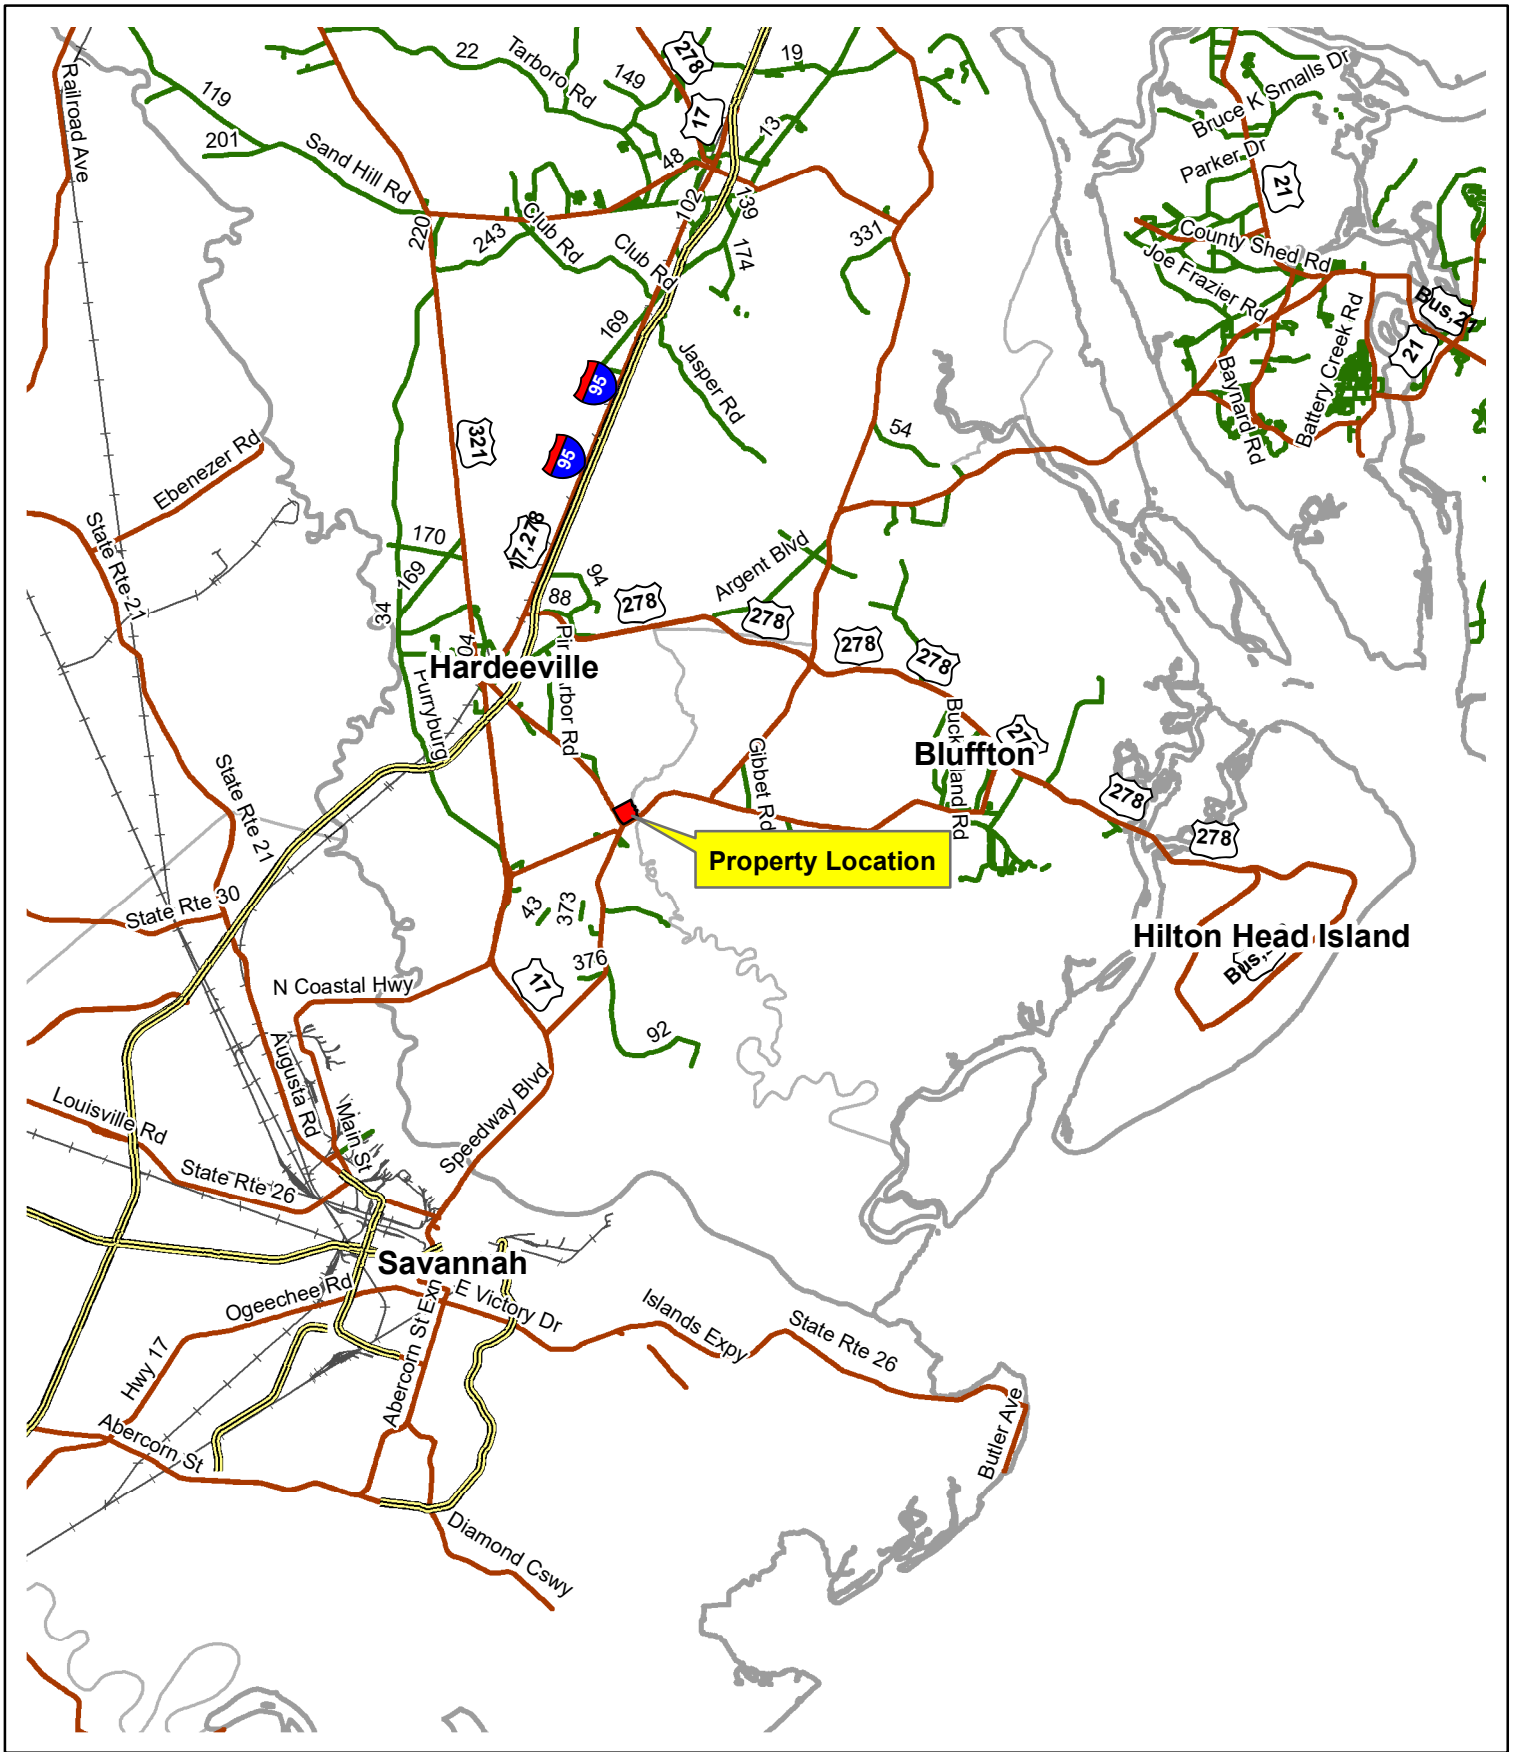 22
Tarboro Rd
278
19
149
Bruce K Smalls Dr
Railroad Ave
119
17
13
201
Sand Hill Rd
48
Parker Dr
21
102
139
220
243
Club Rd
Club Rd
174
331
County Shed Rd
Joe Frazier Rd
Bus,21
169
Jasper Rd
21
95
Baynard Rd
Battery Creek Rd
321
54
95
Ebenezer Rd
State Rte 21
17,278
170
Argent Blvd
169
94
88
278
278
34
278
278
Hardeeville
Purryburg
Bluffton
State Rte 21
Gibbet Rd
278
278
Property Location
State Rte 30
43
373
Hilton Head Island
376
N Coastal Hwy
17
Augusta Rd
92
Louisville Rd
Main St
Speedway Blvd
State Rte 26
Savannah
Ogeechee Rd
E Victory Dr
Islands Expy
State Rte 26
Hwy 17
Abercorn St Exn
Abercorn St
Butler Ave
Diamond Cswy